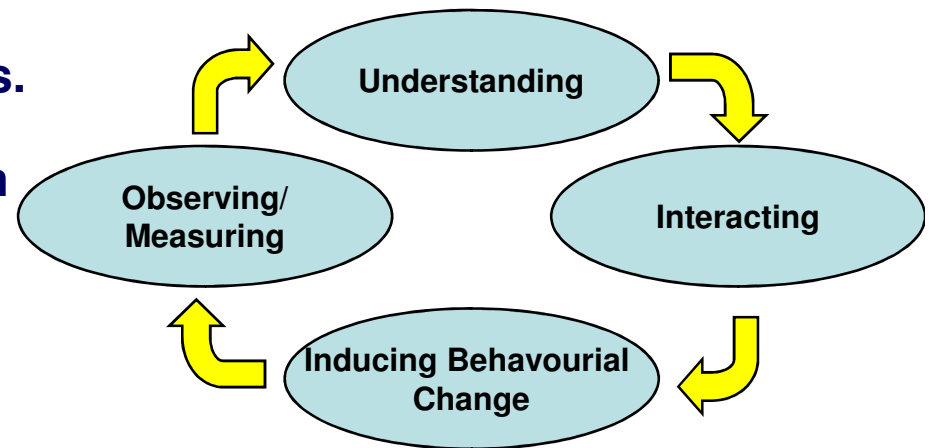 Understanding
s.
Observing/
Measuring
Interacting
Inducing Behavourial
Change